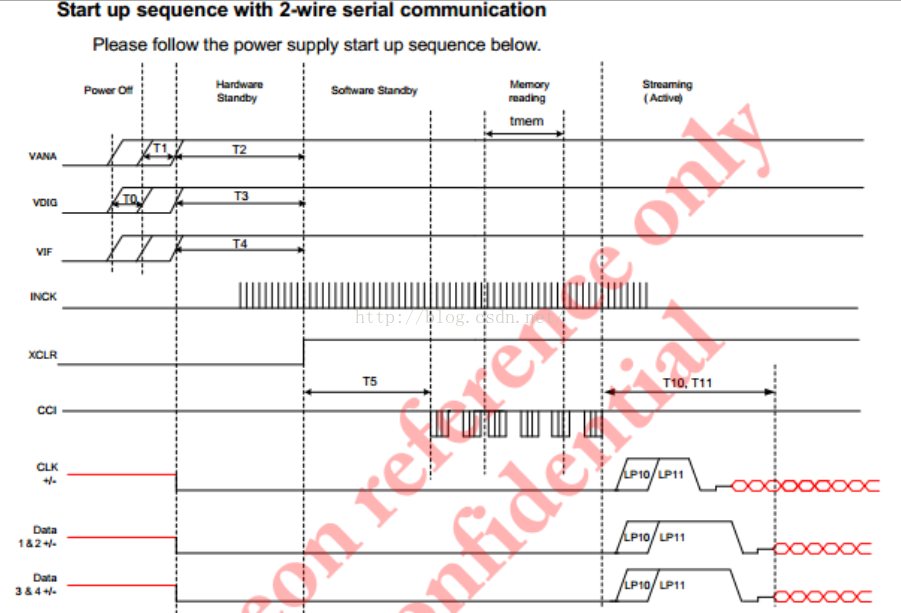 Start up sequence with 2-wire serial communication
Please follow the power supply start up sequence below.
Power Off
Hardware
Standby
Software Standby
Memory
reading
Streaming
( Active)
tmem
VANA
T1
T2
VDIG
T0
T3
VIF
T4
INCK
http://blog.csdn.net
XCLR
T5
T10, T11
CCI
CLK
+/-
LP10
LP11
Data
1 & 2 +/-
LP10
LP11
Data
3 & 4 +/-
LP10
LP11
eon reference only
onfidential